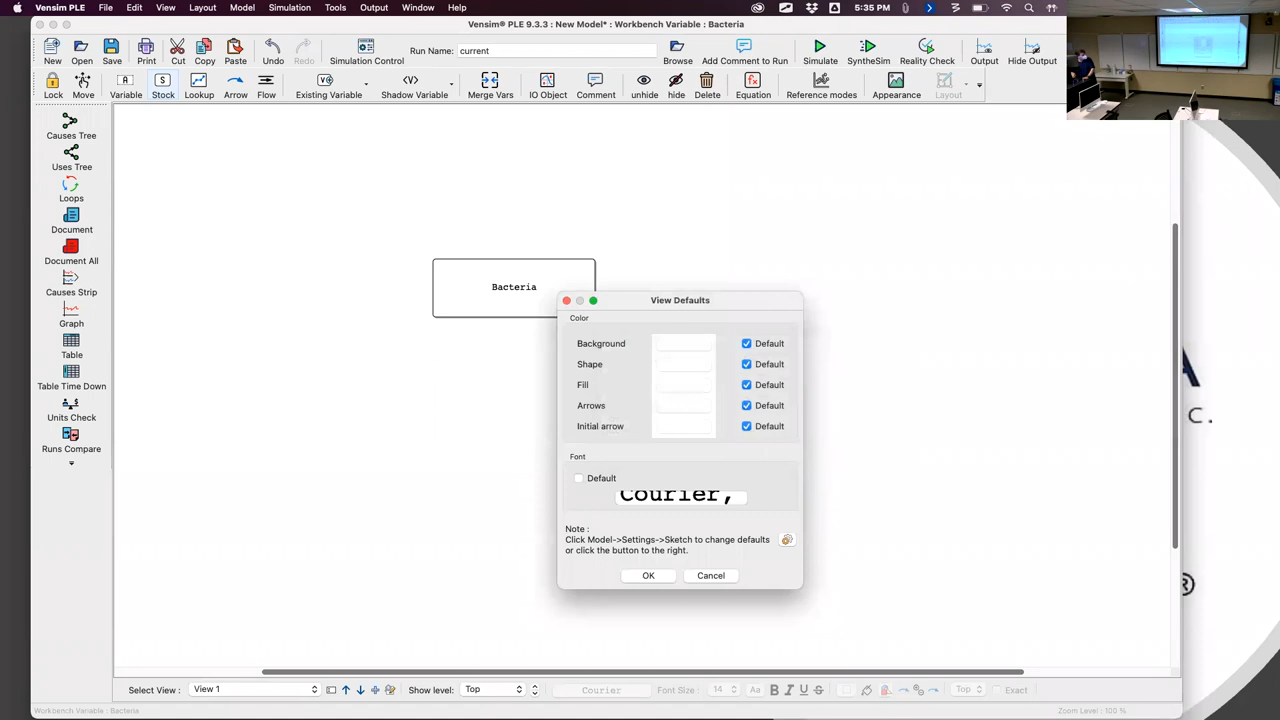 Vensim PLE File Edit View Layout Model Simulation Tools Output Window Help 5:35 PM
Vensim® PLE 9.3.3 : New Model* : Workbench Variable : Bacteria
New Open Save Print Cut Copy Paste Undo Redo Simulation Control Run Name: current Browse Add Comment to Run Simulate SyntheSim Reality Check Output Hide Output
Lock Move Variable Stock Lookup Arrow Flow Existing Variable Show Variable Merge Vars IO Object Comment unhide hide Delete Equation Reference modes Appearance Layout
Causes Tree
Uses Tree
Loops
Document
Document All
Causes Strip
Graph
Table
Table Time Down
Units Check
Runs Compare
Bacteria
View Defaults
Color
Background Default
Shape Default
Fill Default
Arrows Default
Initial arrow Default
Font
Default
Courier,
Note :
Click Model->Settings->Sketch to change defaults
or click the button to the right.
OK Cancel
A
C.
®
Select View : View 1 Show level: Top Courier Font Size : 14 Aa B I U S Top Exact
Workbench Variable : Bacteria Zoom Level : 100 %